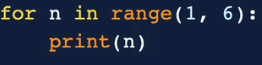 for n in range(1, 6):
    print(n)